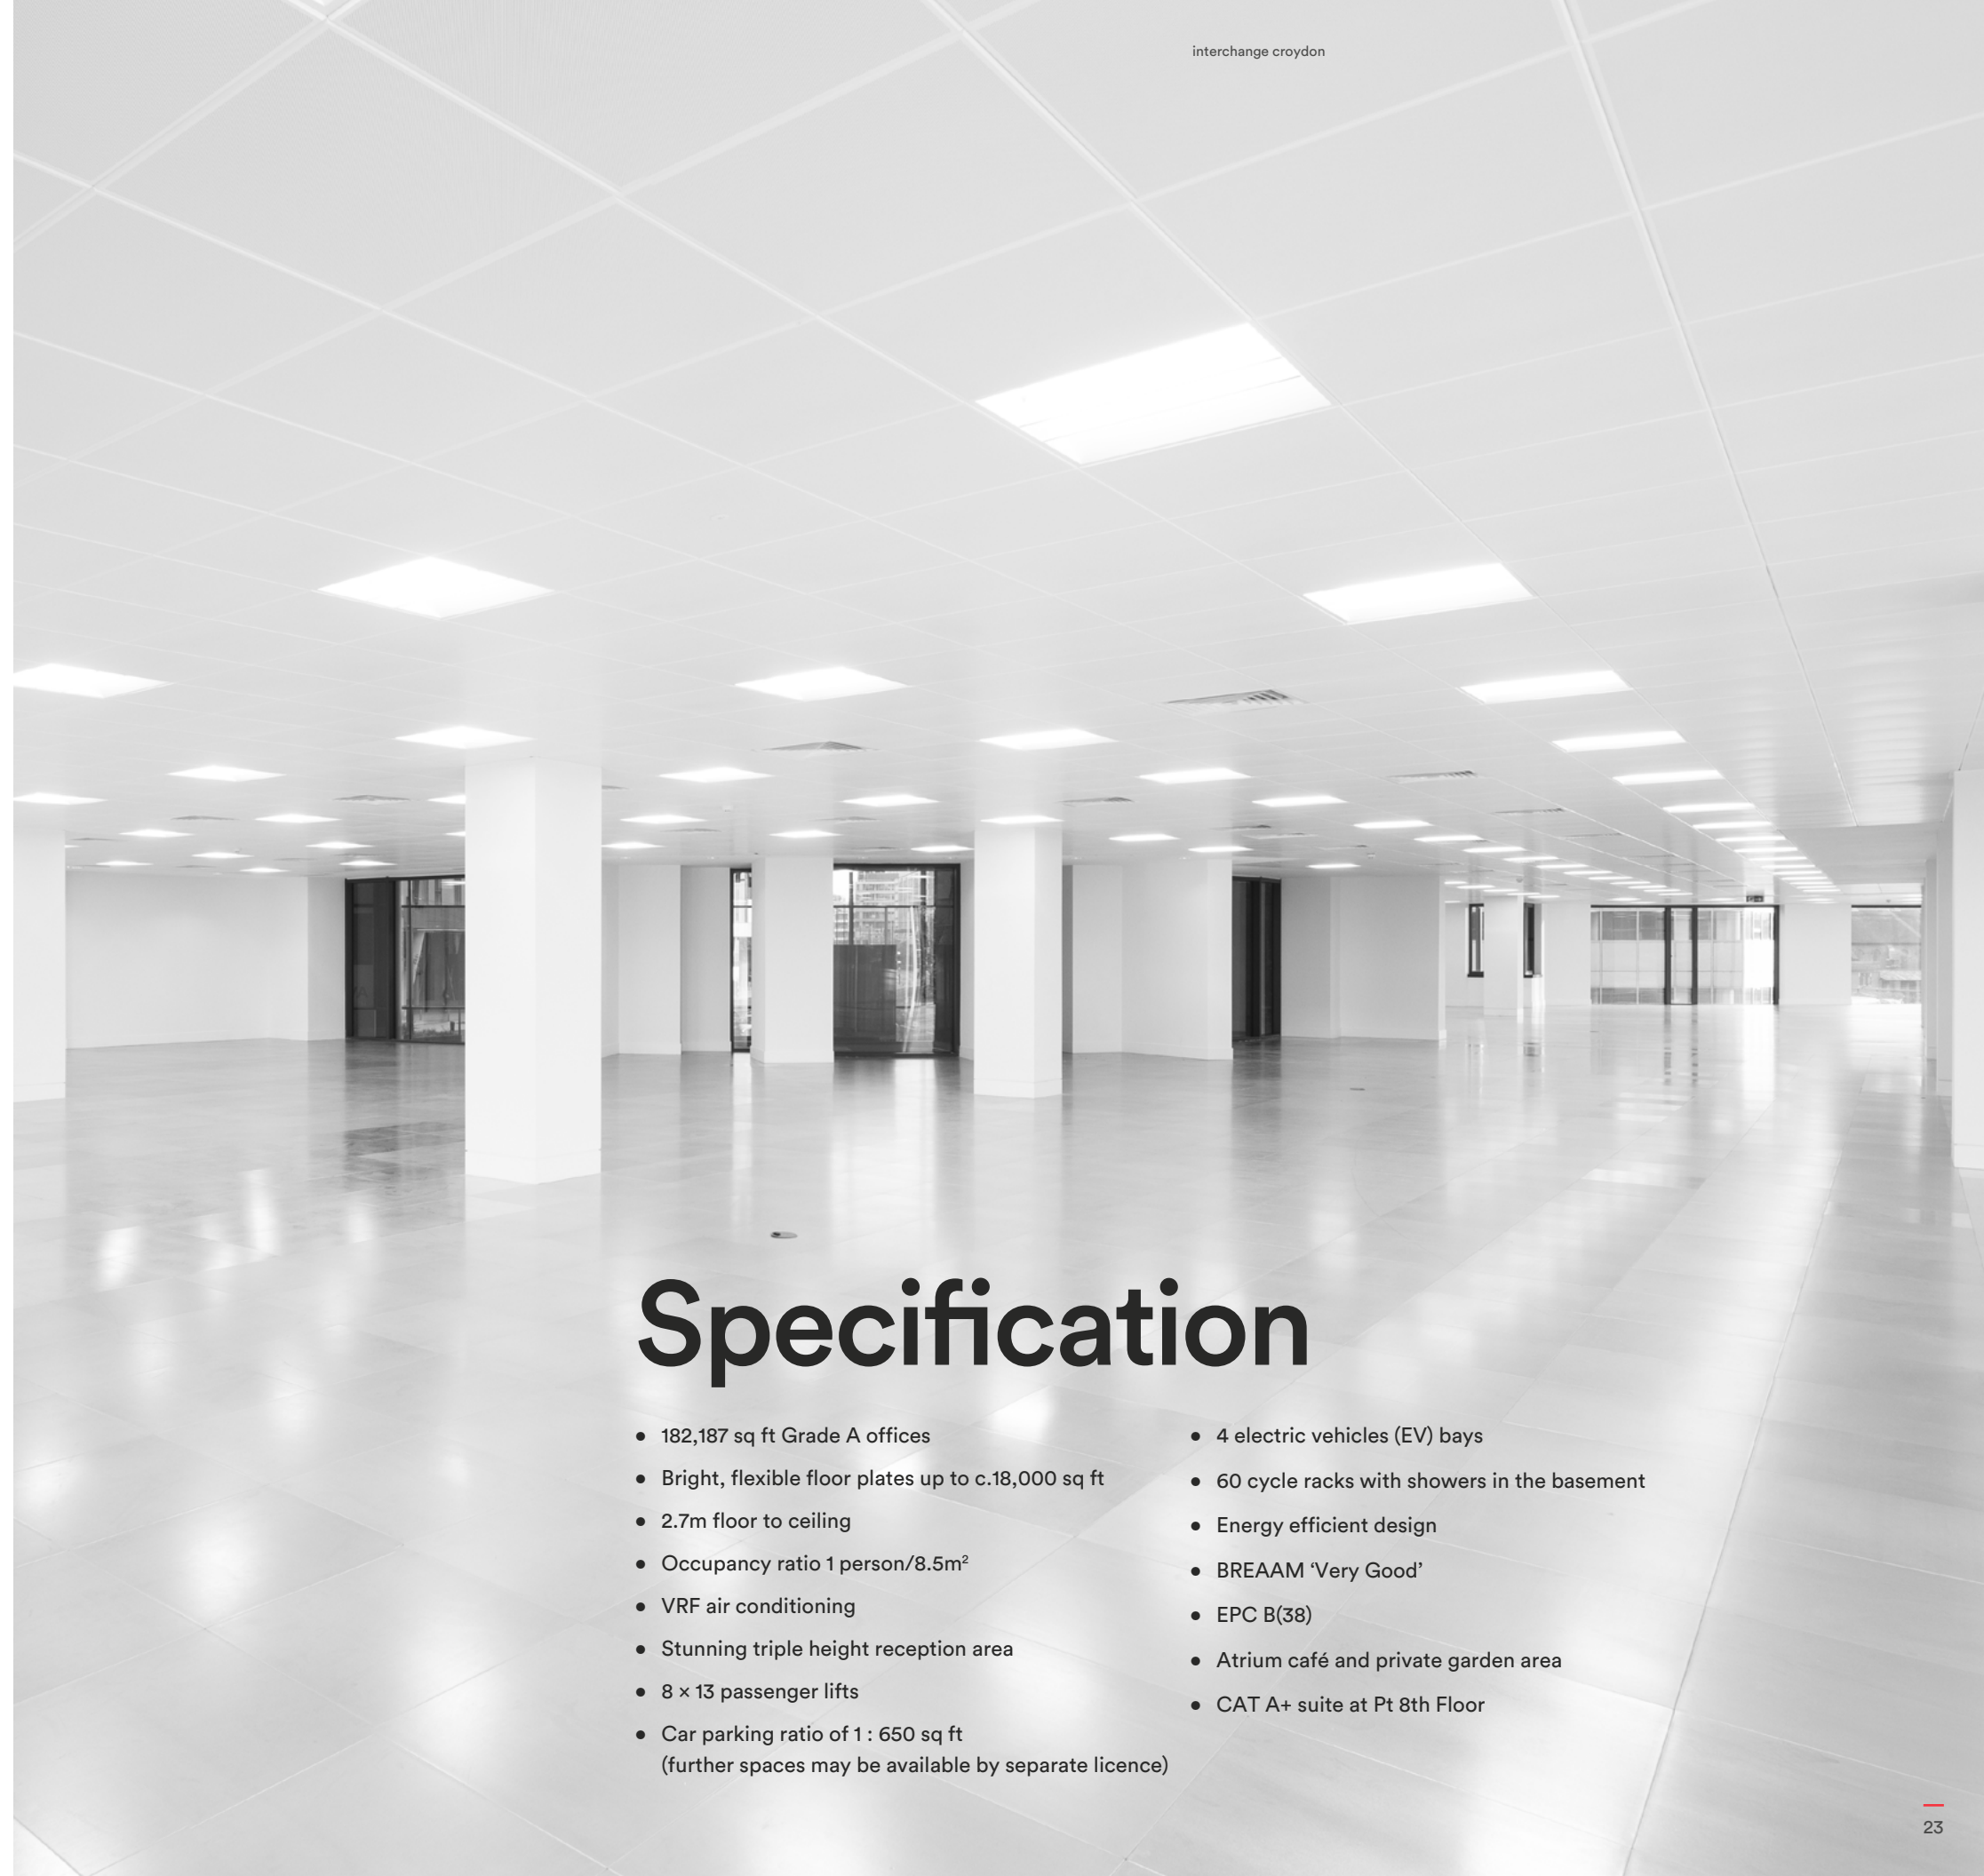 interchange croydon
Specification
● 182,187 sq ft Grade A offices
● Bright, flexible floor plates up to c.18,000 sq ft
● 2.7m floor to ceiling
● Occupancy ratio 1 person/8.5m²
● VRF air conditioning
● Stunning triple height reception area
● 8 × 13 passenger lifts
● Car parking ratio of 1 : 650 sq ft
(further spaces may be available by separate licence)
● 4 electric vehicles (EV) bays
● 60 cycle racks with showers in the basement
● Energy efficient design
● BREAAM ‘Very Good’
● EPC B(38)
● Atrium café and private garden area
● CAT A+ suite at Pt 8th Floor
23